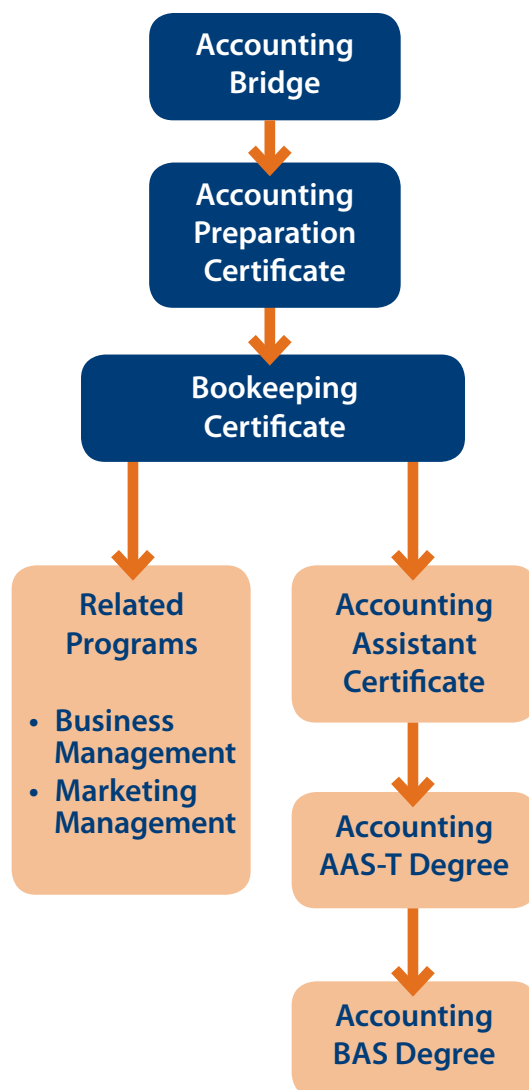 Accounting
Bridge
Accounting
Preparation
Certificate
Bookeeping
Certificate
Related
Programs
• Business
Management
• Marketing
Management
Accounting
Assistant
Certificate
Accounting
AAS-T Degree
Accounting
BAS Degree